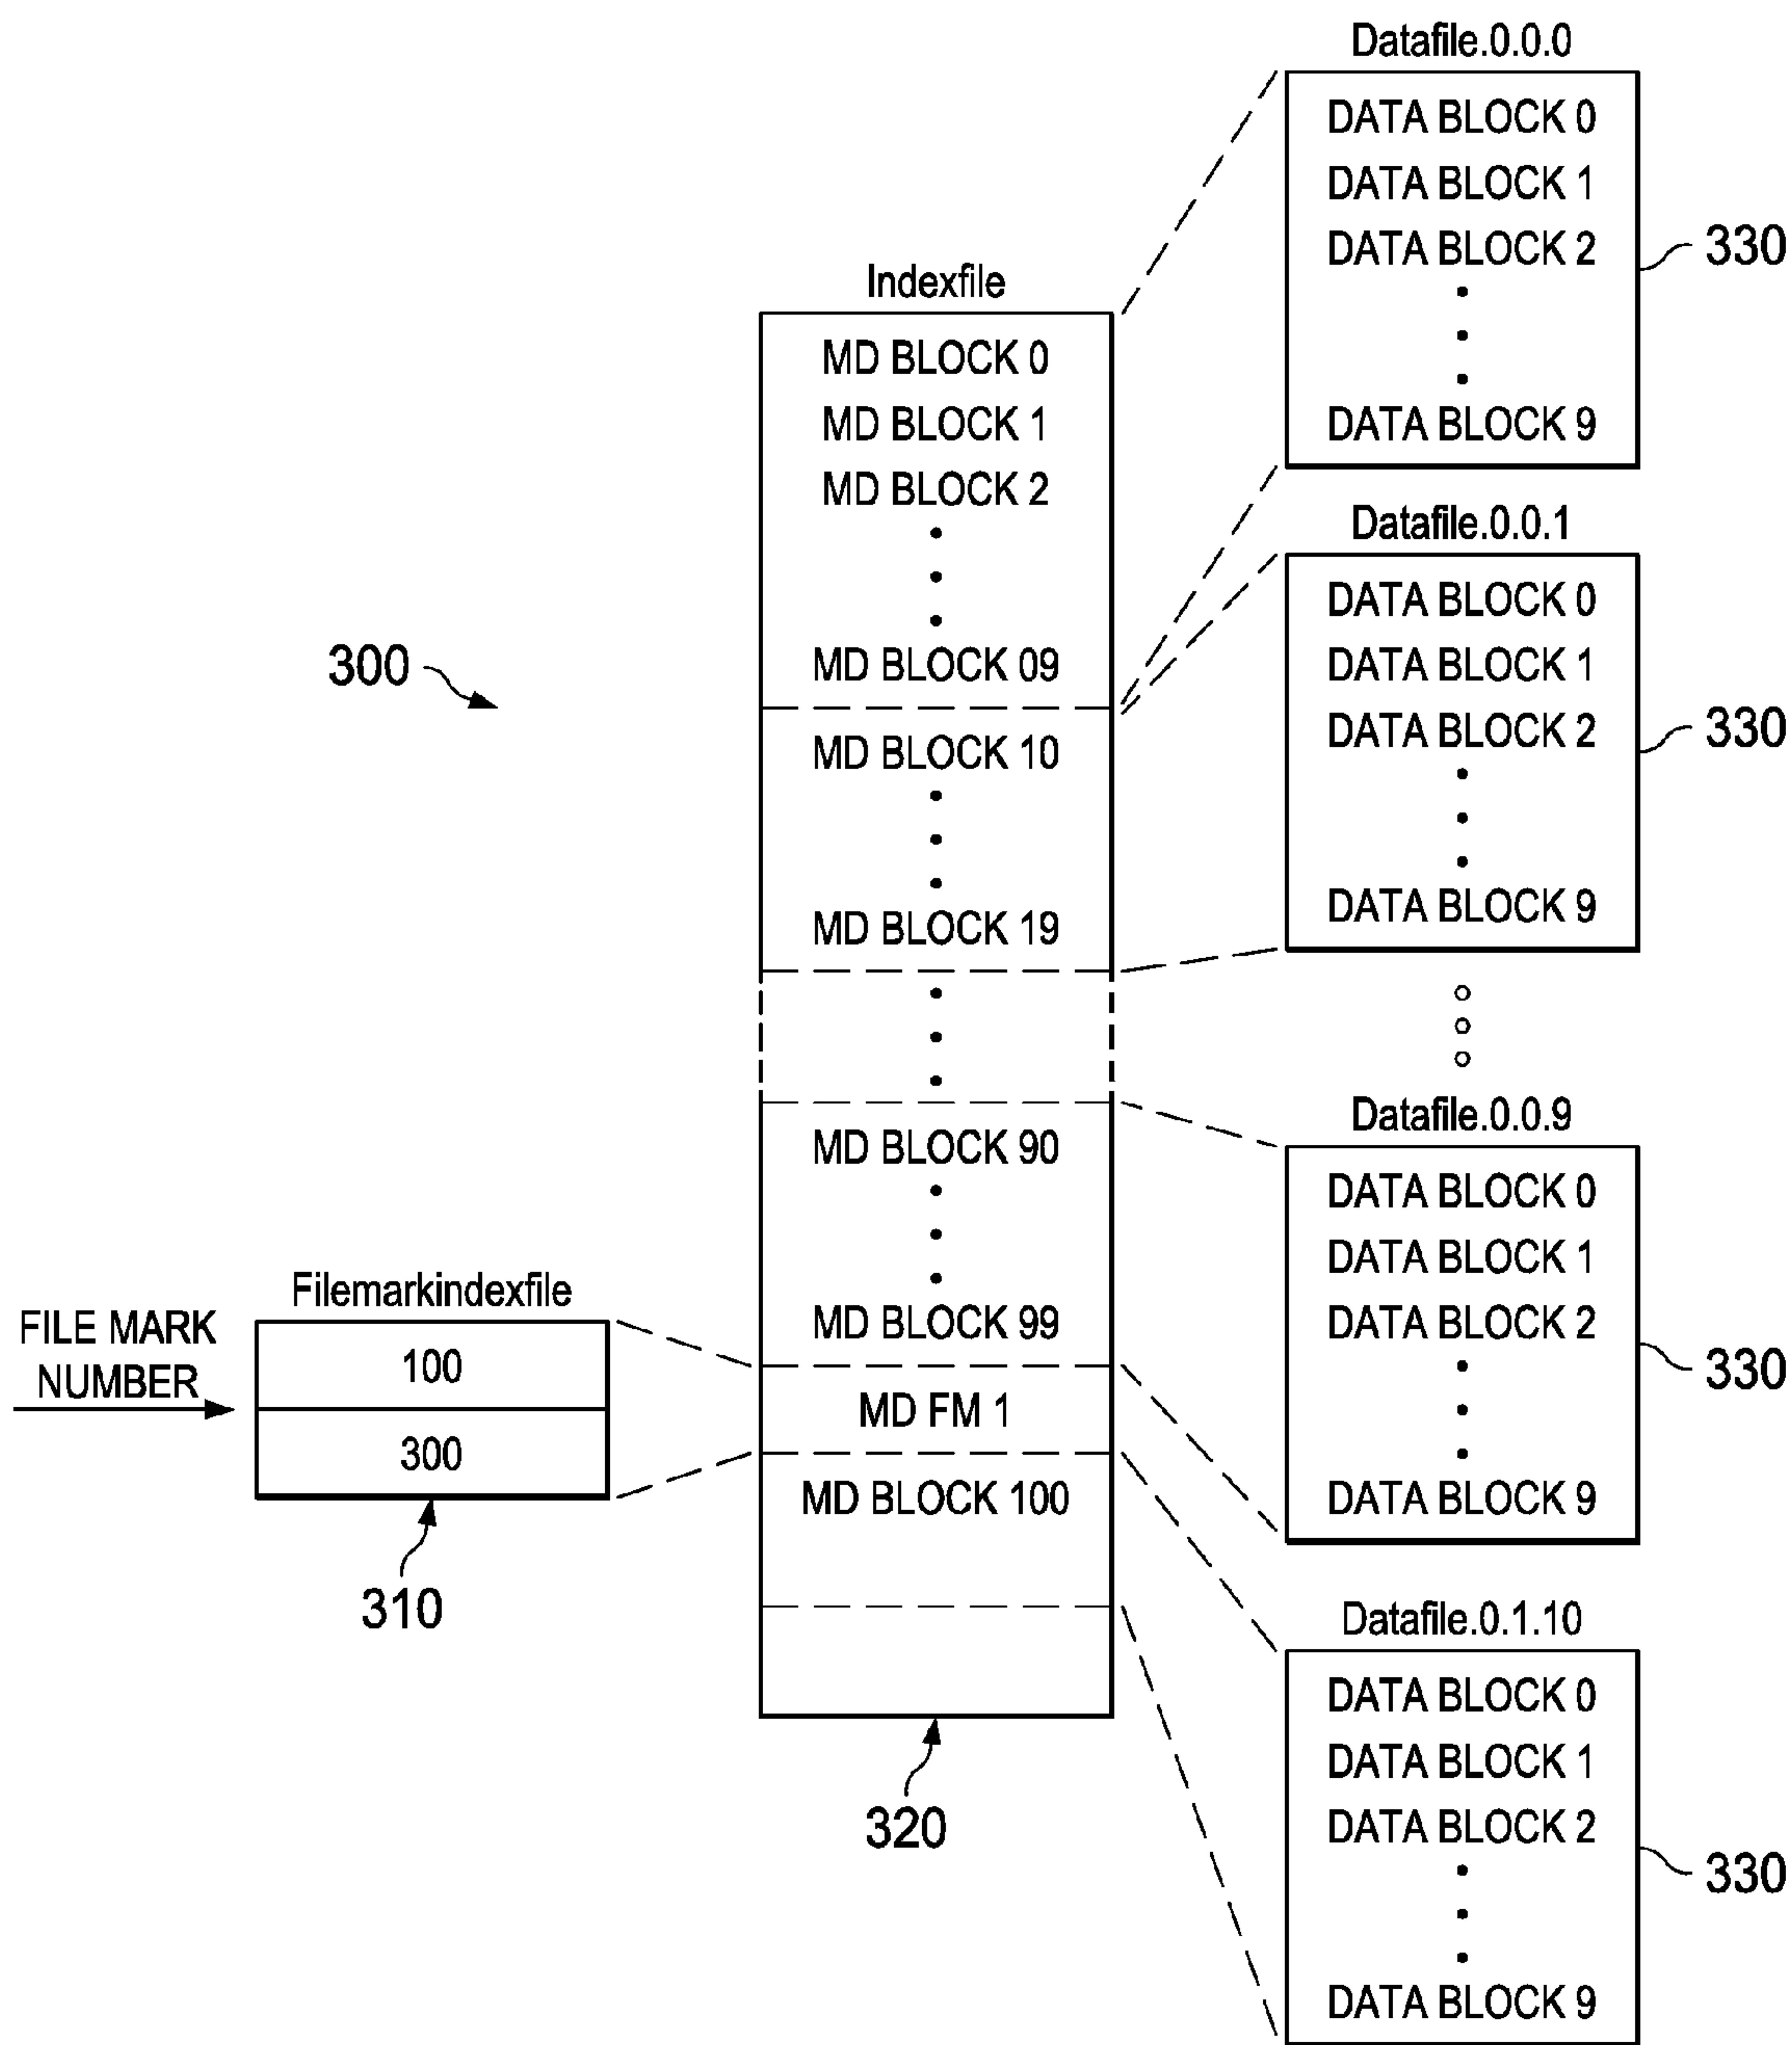 Datafile.0.0.0
DATA BLOCK 0
DATA BLOCK 1
DATA BLOCK 2
DATA BLOCK 9
330
Datafile.0.0.1
DATA BLOCK 0
DATA BLOCK 1
DATA BLOCK 2
DATA BLOCK 9
330
Datafile.0.0.9
DATA BLOCK 0
DATA BLOCK 1
DATA BLOCK 2
DATA BLOCK 9
330
Datafile.0.1.10
DATA BLOCK 0
DATA BLOCK 1
DATA BLOCK 2
DATA BLOCK 9
330
Indexfile
MD BLOCK 0
MD BLOCK 1
MD BLOCK 2
MD BLOCK 09
MD BLOCK 10
MD BLOCK 19
MD BLOCK 90
MD BLOCK 99
MD FM 1
MD BLOCK 100
320
300
Filemarkindexfile
FILE MARK
NUMBER
100
300
310